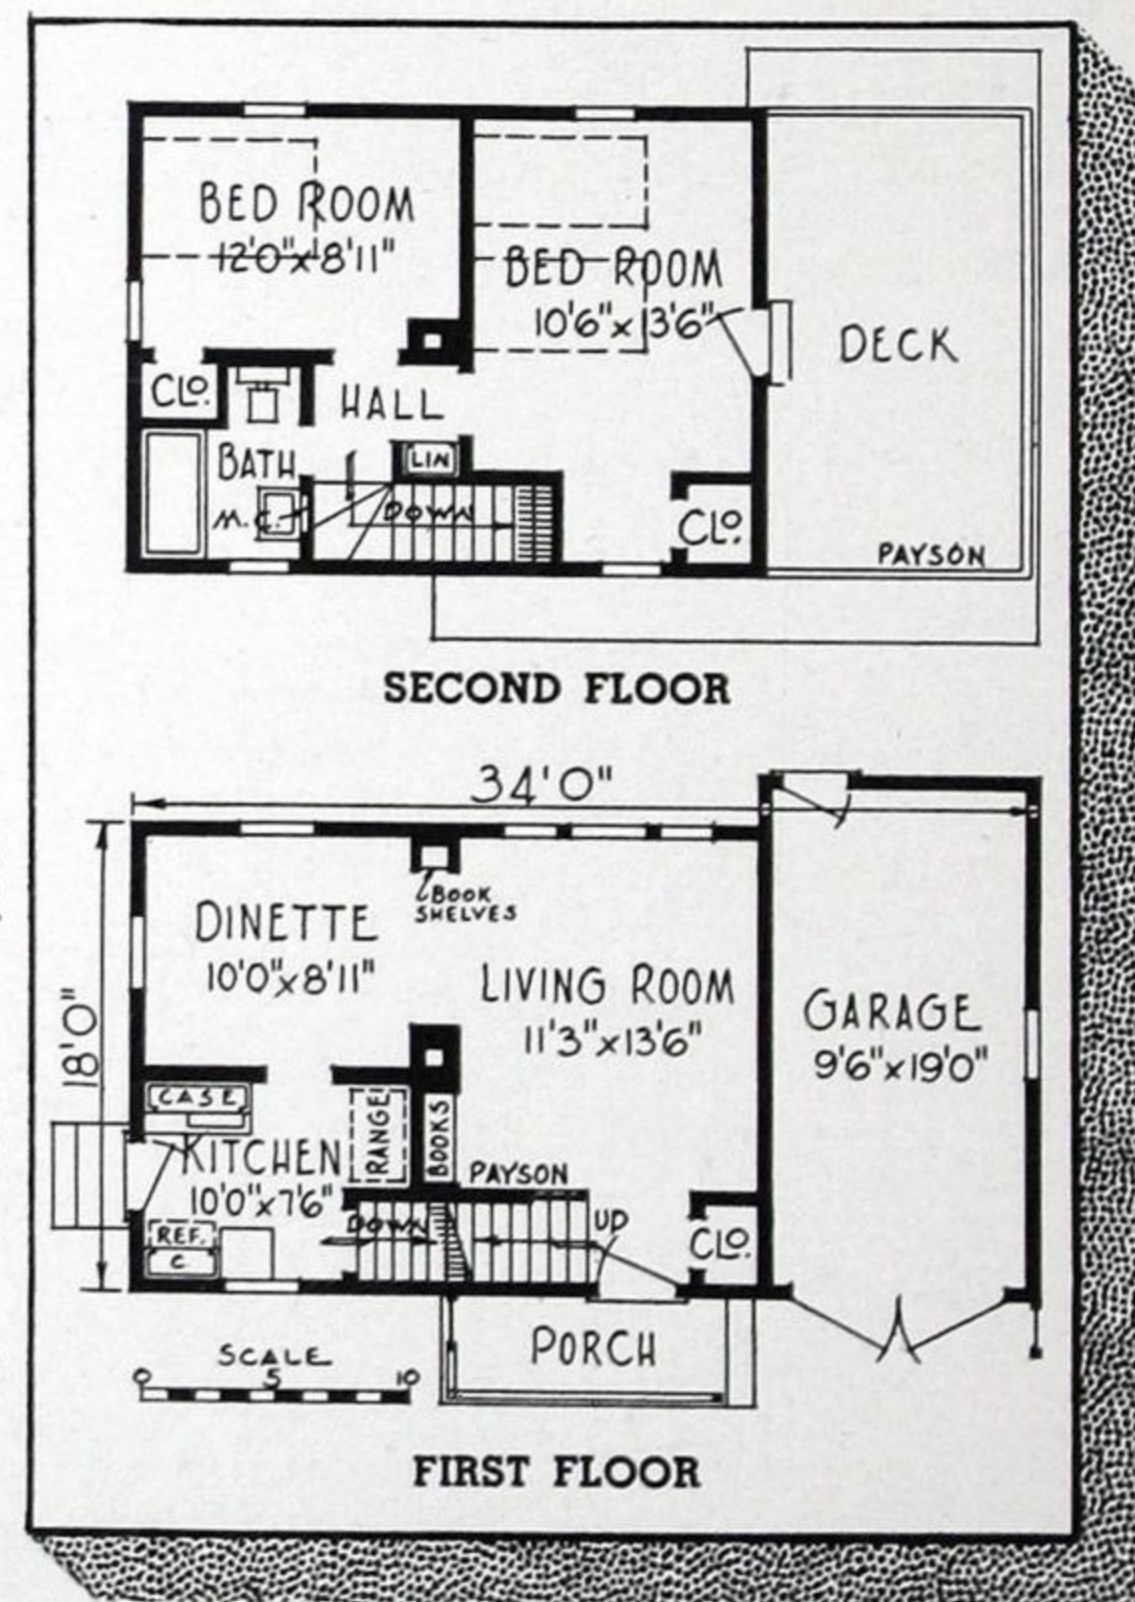 BED ROOM
12'0"x8'11"
BED ROOM
10'6"x13'6"
DECK
CLO.
HALL
BATH
LIN
M.C.
DOWN
CLO.
PAYSON
SECOND FLOOR
34'0"
18'0"
BOOK
SHELVES
DINETTE
10'0"x8'11"
LIVING ROOM
11'3"x13'6"
GARAGE
9'6"x19'0"
CASE
RANGE
BOOKS
KITCHEN
10'0"x7'6"
PAYSON
REF.
C
DOWN
UP
CLO.
PORCH
SCALE
0 5 10
FIRST FLOOR